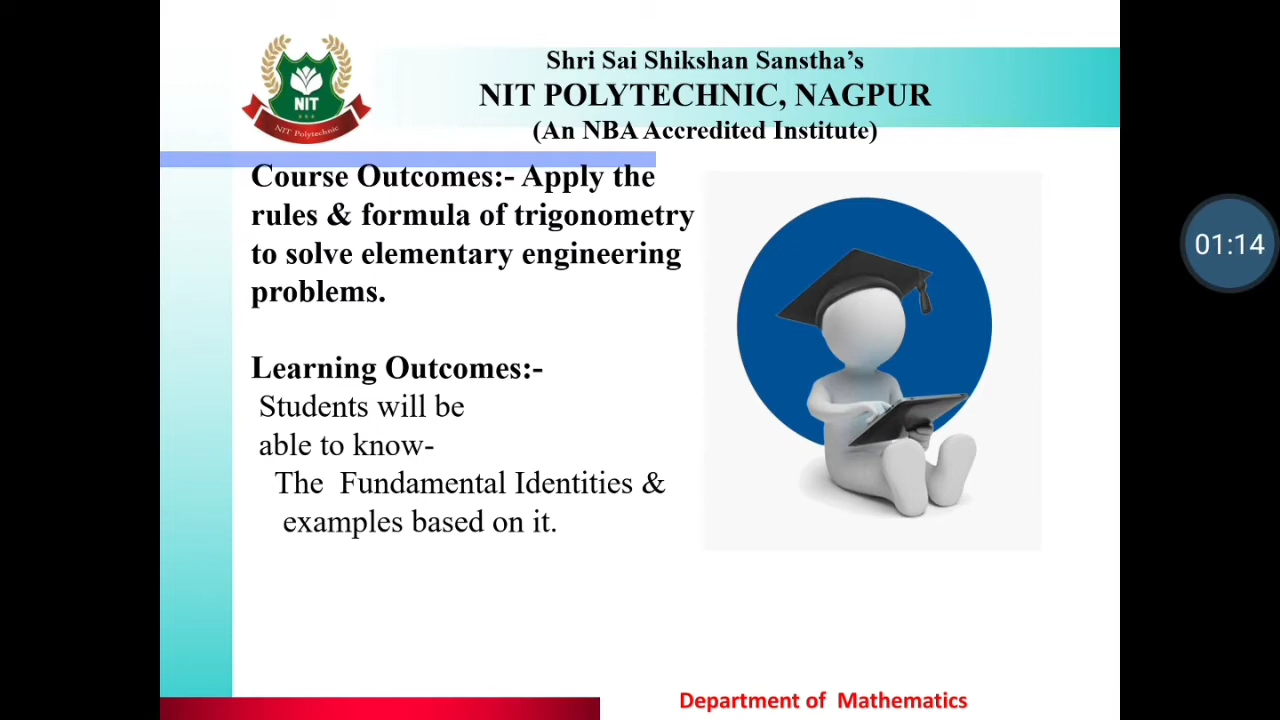 Shri Sai Shikshan Sanstha's
NIT POLYTECHNIC, NAGPUR
(An NBA Accredited Institute)
NIT
NIT Polytechnic
Course Outcomes:- Apply the
rules & formula of trigonometry
to solve elementary engineering
problems.
Learning Outcomes:-
Students will be
able to know-
The Fundamental Identities &
examples based on it.
01:14
Department of Mathematics